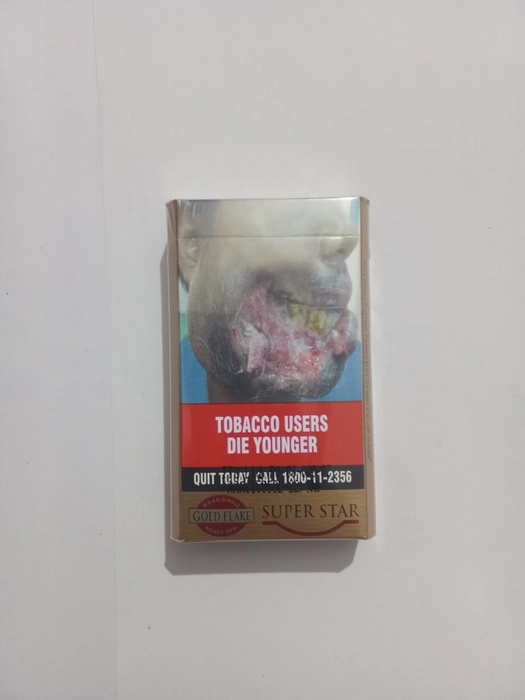 TOBACCO USERS
DIE YOUNGER
QUIT TODAY CALL 1800-11-2356
GOLD FLAKE
SUPER STAR